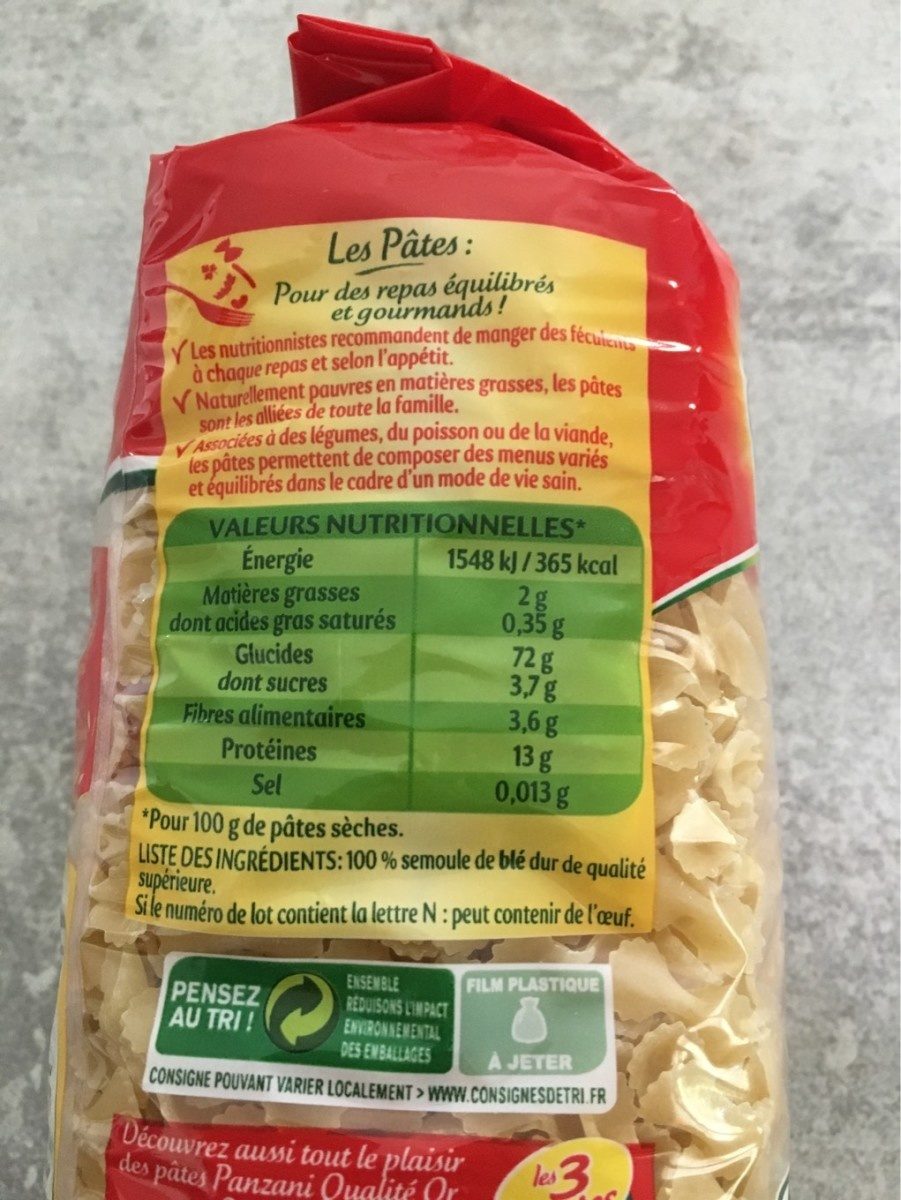 Les Pâtes :
Pour des repas équilibrés
et gourmands !
Les nutritionnistes recommandent de manger des féculents
à chaque repas et selon l'appétit.
Naturellement pauvres en matières grasses, les pâtes
sont les alliées de toute la famille.
Associées à des légumes, du poisson ou de la viande,
les pâtes permettent de composer des menus variés
et équilibrés dans le cadre d'un mode de vie sain.
VALEURS NUTRITIONNELLES*
Énergie 1548 kJ / 365 kcal
Matières grasses 2 g
dont acides gras saturés 0,35 g
Glucides 72 g
dont sucres 3,7 g
Fibres alimentaires 3,6 g
Protéines 13 g
Sel 0,013 g
*Pour 100 g de pâtes sèches.
LISTE DES INGRÉDIENTS: 100 % semoule de blé dur de qualité
supérieure.
Si le numéro de lot contient la lettre N : peut contenir de l'œuf.
PENSEZ
AU TRI !
ENSEMBLE
RÉDUISONS L'IMPACT
ENVIRONNEMENTAL
DES EMBALLAGES
FILM PLASTIQUE
À JETER
CONSIGNE POUVANT VARIER LOCALEMENT > WWW.CONSIGNESDETRI.FR
Découvrez aussi tout le plaisir
des pâtes Panzani Qualité Or
les 3